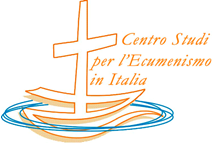 Centro Studi
per l'Ecumenismo
in Italia